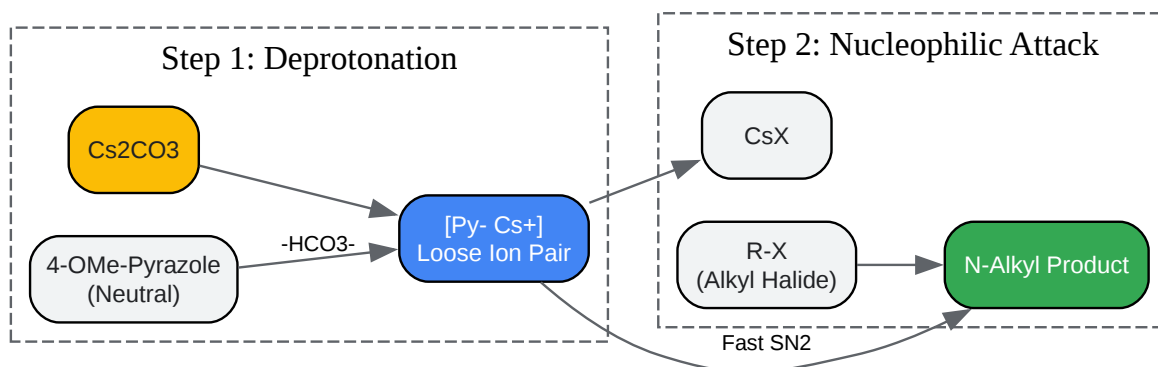 Step 1: Deprotonation
Cs2CO3
4-OMe-Pyrazole
(Neutral)
-HCO3-
[Py- Cs+]
Loose Ion Pair
Step 2: Nucleophilic Attack
CsX
R-X
(Alkyl Halide)
N-Alkyl Product
Fast SN2